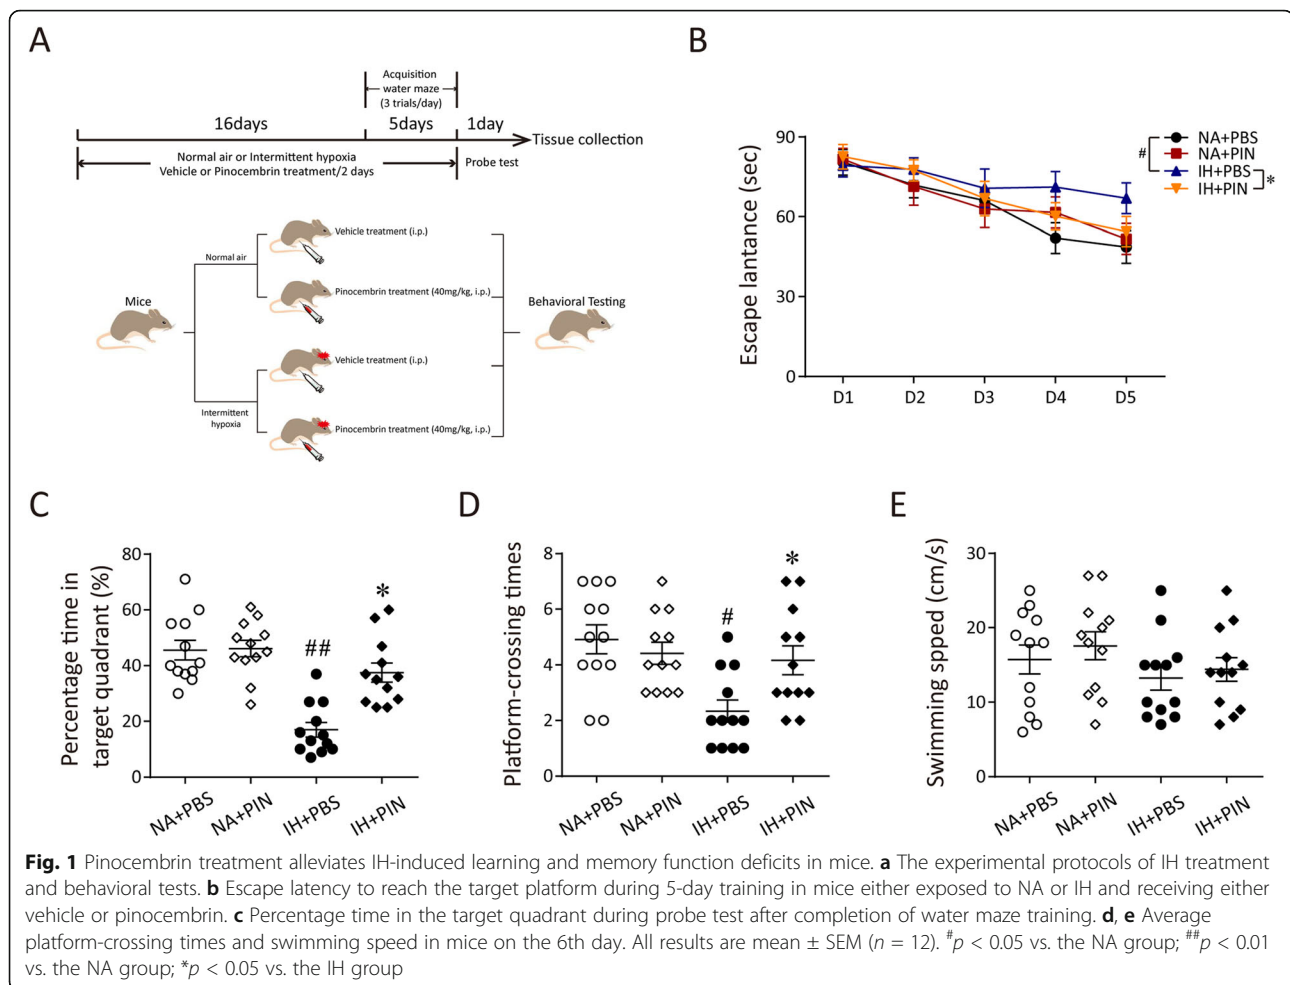 A
Acquisition
water maze
(3 trials/day)
16days
5days
1day
Tissue collection
Normal air or Intermittent hypoxia
Vehicle or Pinocembrin treatment/2 days
Probe test
Mice
Normal air
Intermittent
hypoxia
Vehicle treatment (i.p.)
Pinocembrin treatment (40mg/kg, i.p.)
Vehicle treatment (i.p.)
Pinocembrin treatment (40mg/kg, i.p.)
Behavioral Testing
B
Escape lantance (sec)
90
60
30
0
D1 D2 D3 D4 D5
NA+PBS
NA+PIN
IH+PBS
IH+PIN
#
*
C
Percentage time in
target quadrant (%)
80
60
40
20
0
##
*
NA+PBS NA+PIN IH+PBS IH+PIN
D
Platform-crossing times
8
6
4
2
0
#
*
NA+PBS NA+PIN IH+PBS IH+PIN
E
Swimming spped (cm/s)
30
20
10
0
NA+PBS NA+PIN IH+PBS IH+PIN
Fig. 1 Pinocembrin treatment alleviates IH-induced learning and memory function deficits in mice. a The experimental protocols of IH treatment
and behavioral tests. b Escape latency to reach the target platform during 5-day training in mice either exposed to NA or IH and receiving either
vehicle or pinocembrin. c Percentage time in the target quadrant during probe test after completion of water maze training. d, e Average
platform-crossing times and swimming speed in mice on the 6th day. All results are mean ± SEM (n = 12). #p < 0.05 vs. the NA group; ##p < 0.01
vs. the NA group; *p < 0.05 vs. the IH group